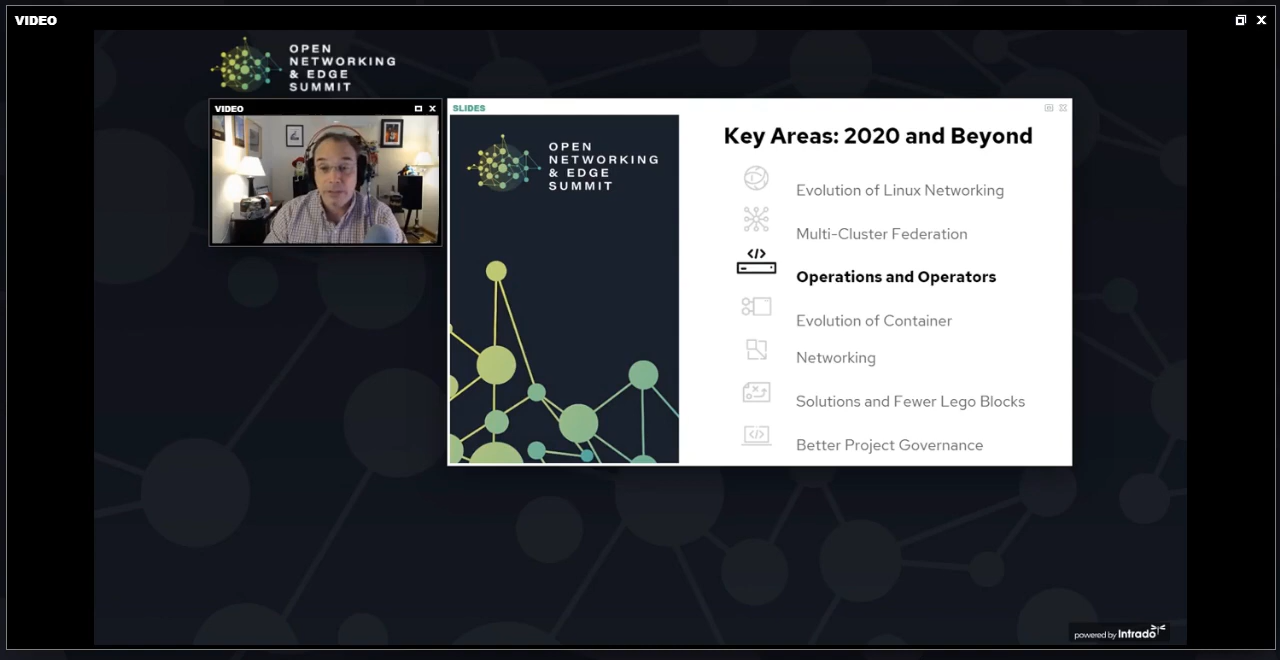 VIDEO
OPEN
NETWORKING
& EDGE
SUMMIT
VIDEO
SLIDES
OPEN
NETWORKING
& EDGE
SUMMIT
Key Areas: 2020 and Beyond
Evolution of Linux Networking
Multi-Cluster Federation
Operations and Operators
Evolution of Container
Networking
Solutions and Fewer Lego Blocks
Better Project Governance
powered by Intrado